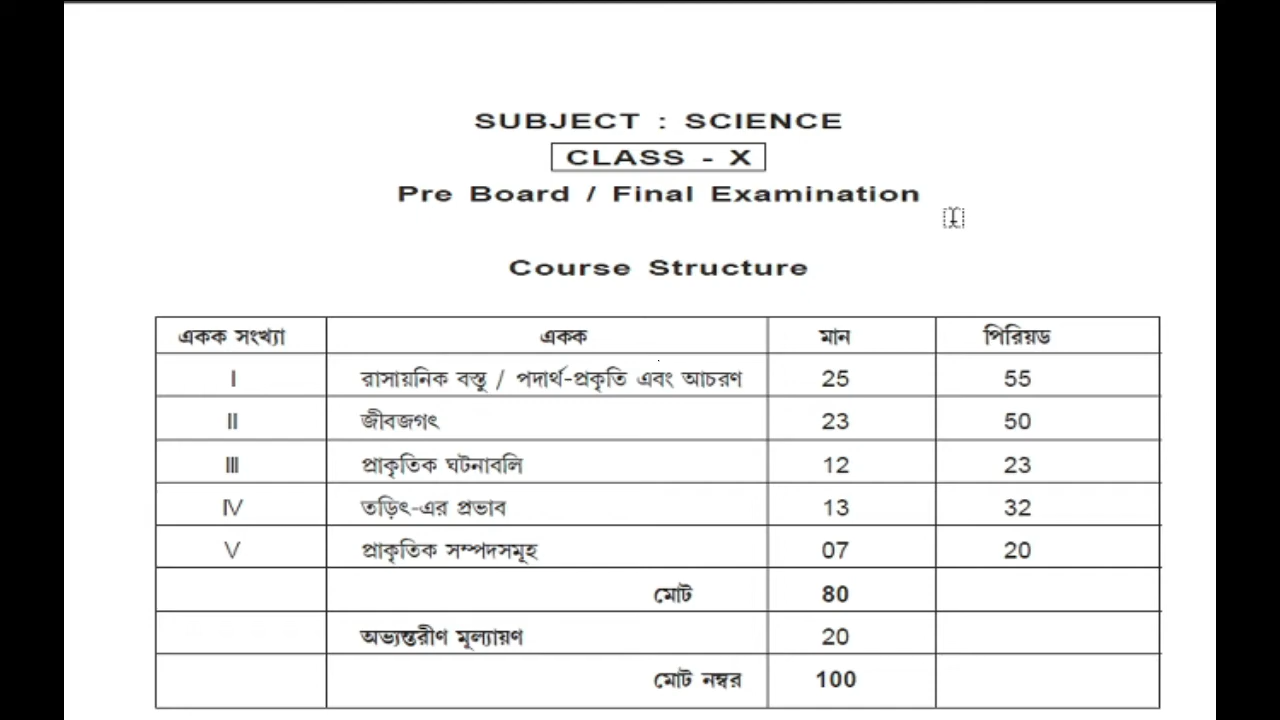 SUBJECT : SCIENCE
CLASS - X
Pre Board / Final Examination
Course Structure
একক সংখ্যা একক মান পিরিয়ড
I রাসায়নিক বস্তু / পদার্থ-প্রকৃতি এবং আচরণ 25 55
II জীবজগৎ 23 50
III প্রাকৃতিক ঘটনাবলি 12 23
IV তড়িৎ-এর প্রভাব 13 32
V প্রাকৃতিক সম্পদসমূহ 07 20
মোট 80
অভ্যন্তরীণ মূল্যায়ণ 20
মোট নম্বর 100